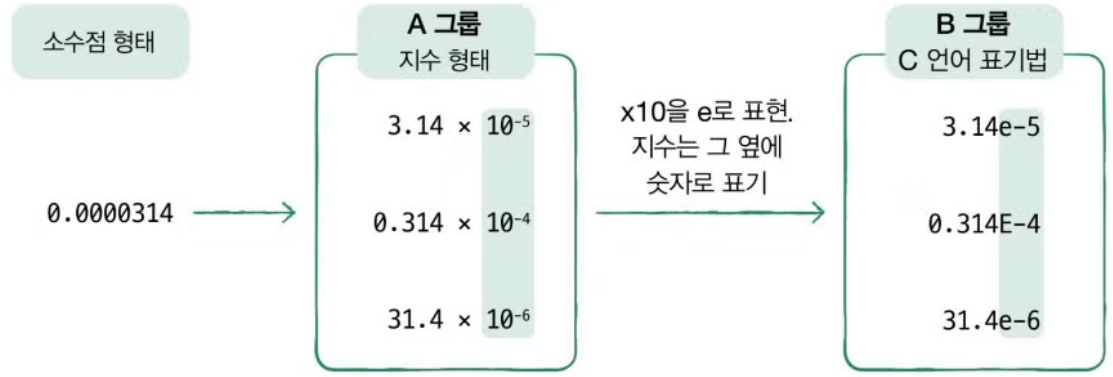 소수점 형태
0.0000314
A 그룹
지수 형태
3.14 × 10⁻⁵
0.314 × 10⁻⁴
31.4 × 10⁻⁶
x10을 e로 표현.
지수는 그 옆에
숫자로 표기
B 그룹
C 언어 표기법
3.14e-5
0.314E-4
31.4e-6